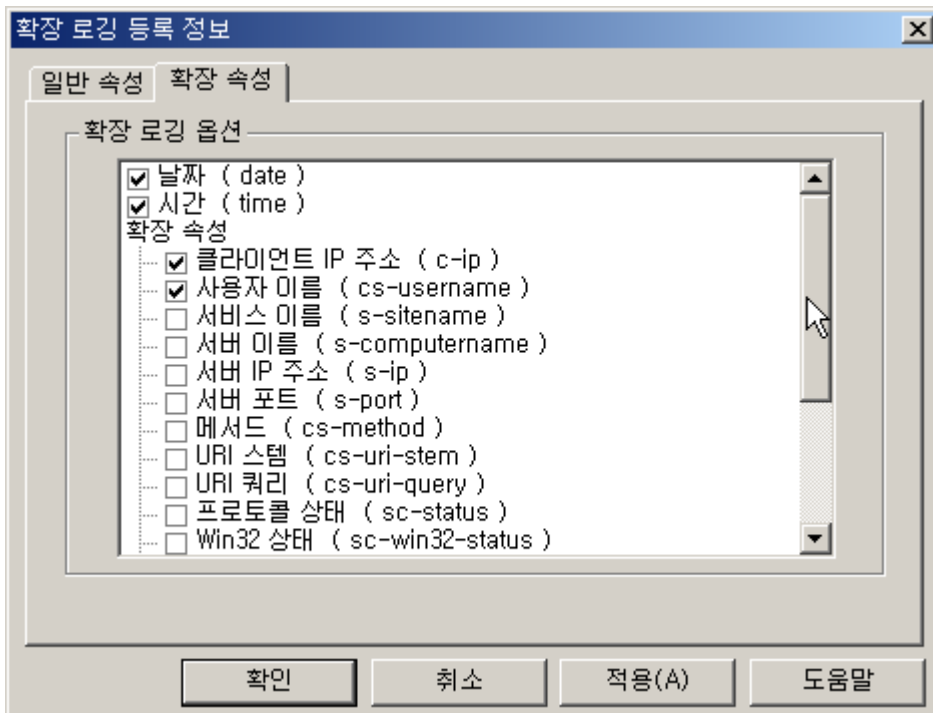 확장 로깅 등록 정보
일반 속성 확장 속성
확장 로깅 옵션
날짜 ( date )
시간 ( time )
확장 속성
클라이언트 IP 주소 ( c-ip )
사용자 이름 ( cs-username )
서비스 이름 ( s-sitename )
서버 이름 ( s-computername )
서버 IP 주소 ( s-ip )
서버 포트 ( s-port )
메서드 ( cs-method )
URI 스템 ( cs-uri-stem )
URI 쿼리 ( cs-uri-query )
프로토콜 상태 ( sc-status )
Win32 상태 ( sc-win32-status )
확인 취소 적용(A) 도움말